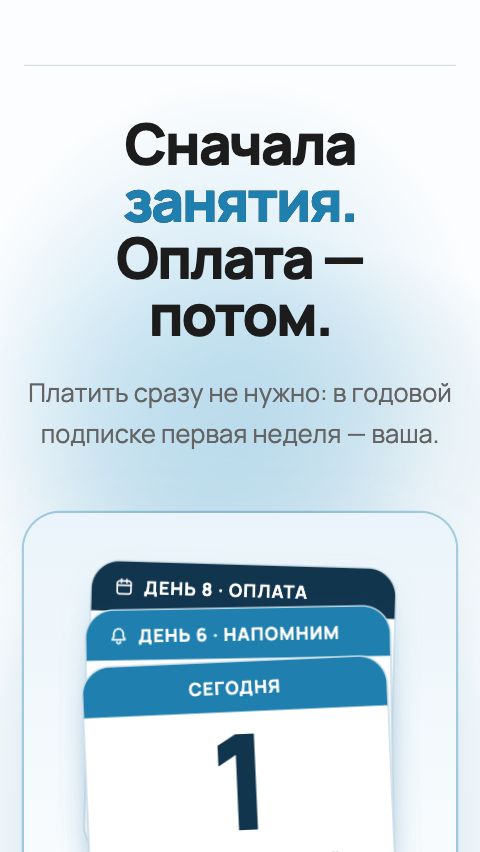 Сначала
занятия.
Оплата —
потом.
Платить сразу не нужно: в годовой
подписке первая неделя — ваша.
ДЕНЬ 8 · ОПЛАТА
ДЕНЬ 6 · НАПОМНИМ
СЕГОДНЯ
1